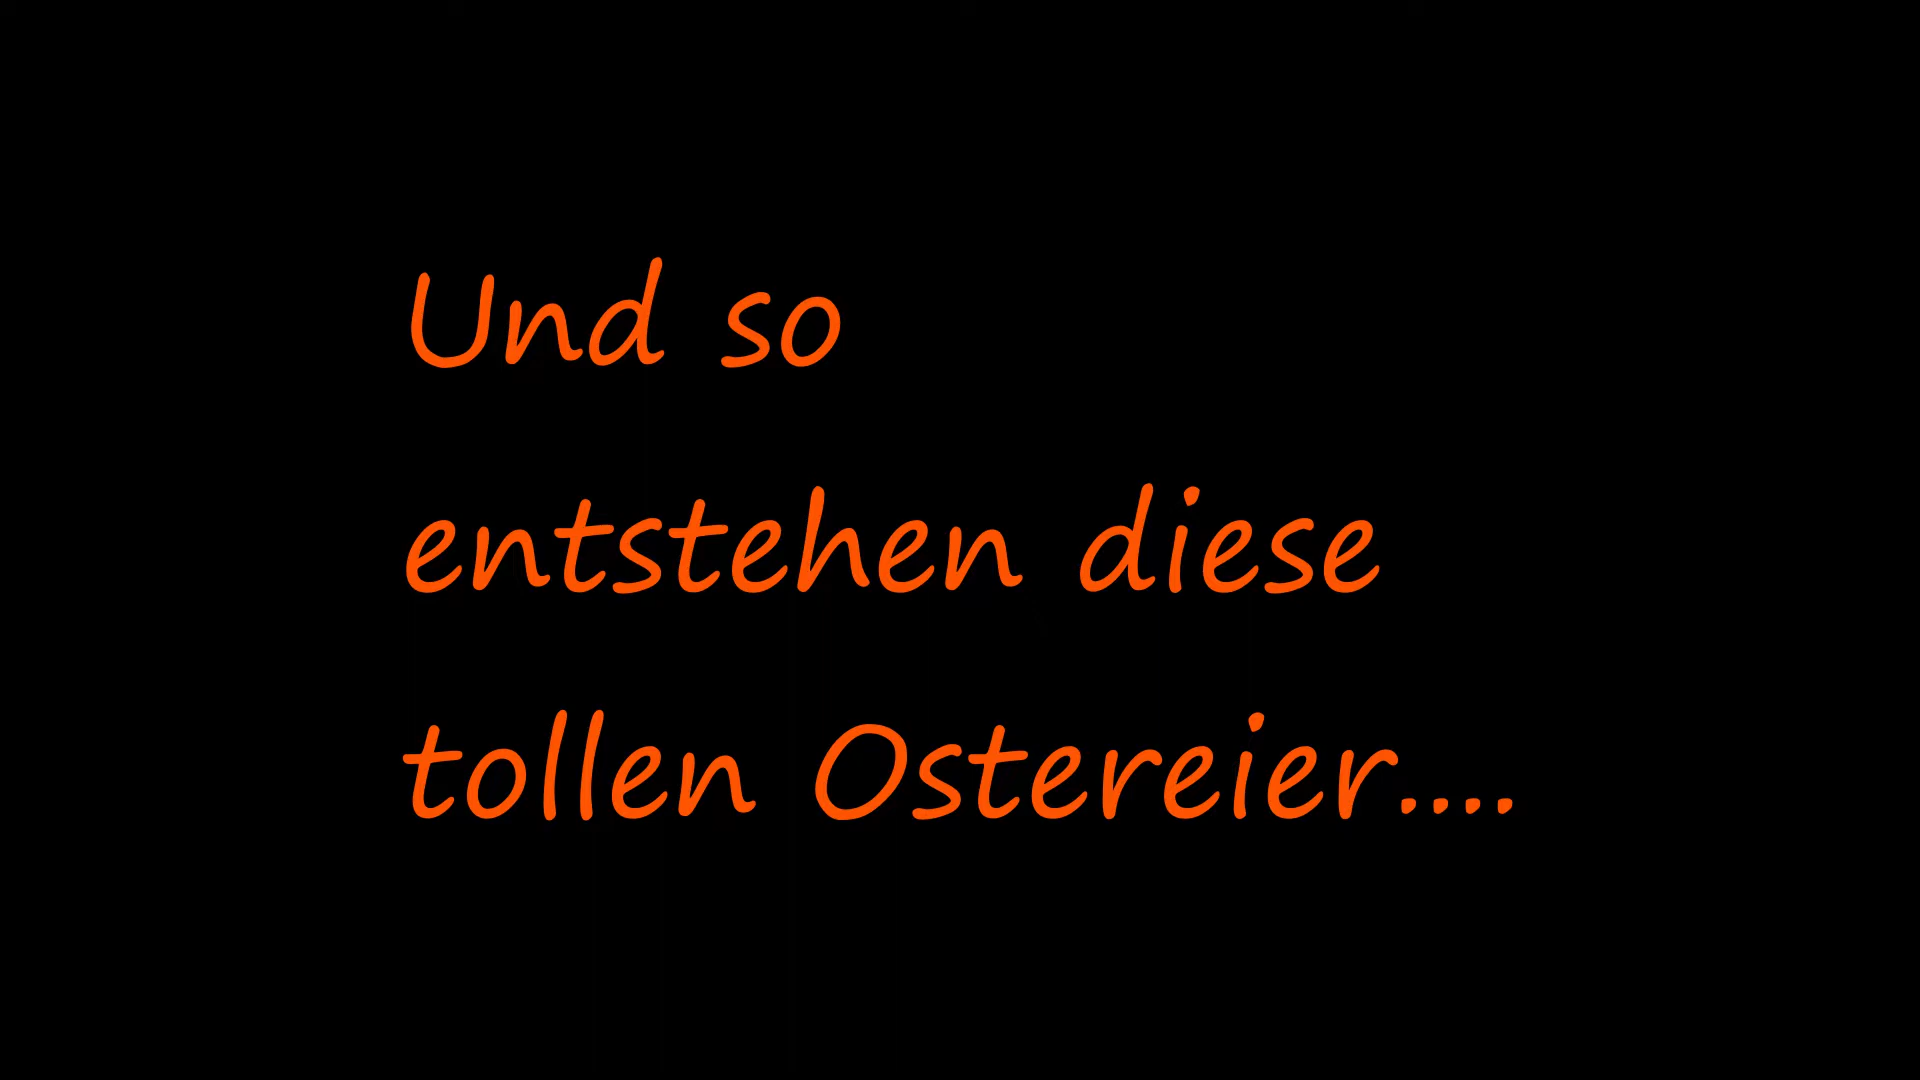 Und so
entstehen diese
tollen Ostereier....